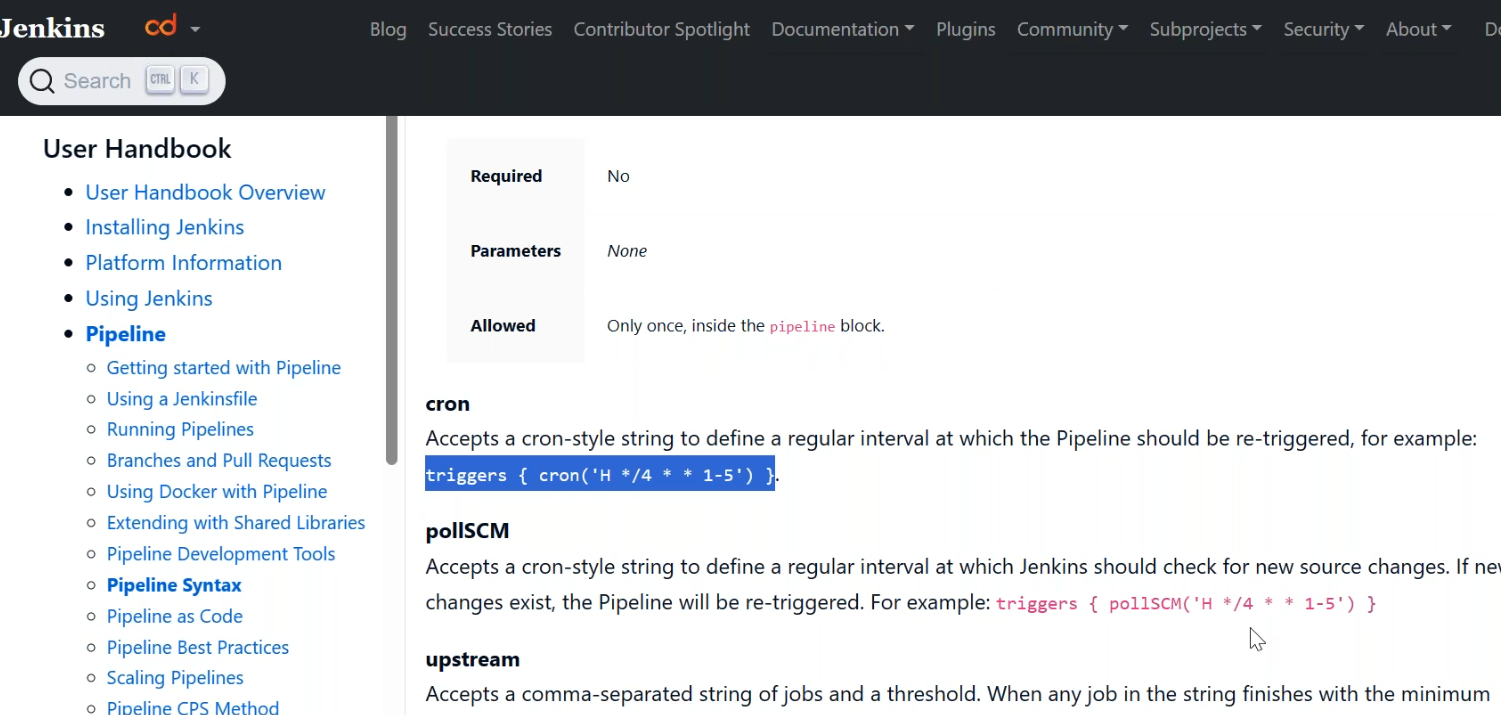 Jenkins
Blog Success Stories Contributor Spotlight Documentation Plugins Community Subprojects Security About
Search CTRL K
User Handbook
User Handbook Overview
Installing Jenkins
Platform Information
Using Jenkins
Pipeline
Getting started with Pipeline
Using a Jenkinsfile
Running Pipelines
Branches and Pull Requests
Using Docker with Pipeline
Extending with Shared Libraries
Pipeline Development Tools
Pipeline Syntax
Pipeline as Code
Pipeline Best Practices
Scaling Pipelines
Pipeline CPS Method
Required No
Parameters None
Allowed Only once, inside the pipeline block.
cron
Accepts a cron-style string to define a regular interval at which the Pipeline should be re-triggered, for example:
triggers { cron('H */4 * * 1-5') }.
pollSCM
Accepts a cron-style string to define a regular interval at which Jenkins should check for new source changes. If new
changes exist, the Pipeline will be re-triggered. For example: triggers { pollSCM('H */4 * * 1-5') }
upstream
Accepts a comma-separated string of jobs and a threshold. When any job in the string finishes with the minimum